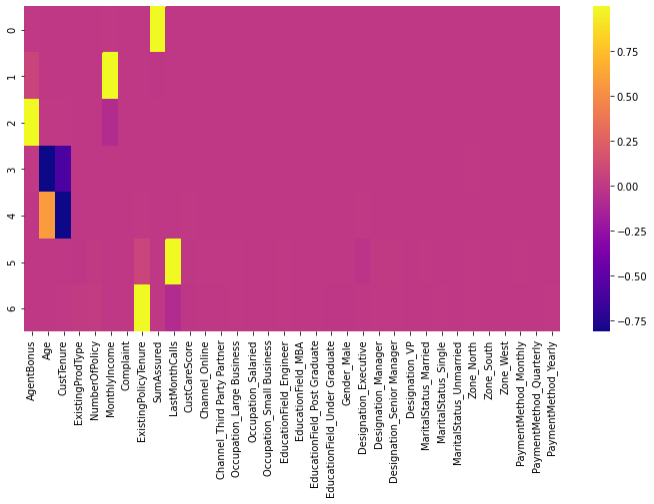 0
1
2
3
4
5
6
0.75
0.50
0.25
0.00
−0.25
−0.50
−0.75
AgentBonus
Age
CustTenure
ExistingProdType
NumberOfPolicy
MonthlyIncome
Complaint
ExistingPolicyTenure
SumAssured
LastMonthCalls
CustCareScore
Channel_Online
Channel_Third Party Partner
Occupation_Large Business
Occupation_Salaried
Occupation_Small Business
EducationField_Engineer
EducationField_MBA
EducationField_Post Graduate
EducationField_Under Graduate
Gender_Male
Designation_Executive
Designation_Manager
Designation_Senior Manager
Designation_VP
MaritalStatus_Married
MaritalStatus_Single
MaritalStatus_Unmarried
Zone_North
Zone_South
Zone_West
PaymentMethod_Monthly
PaymentMethod_Quarterly
PaymentMethod_Yearly